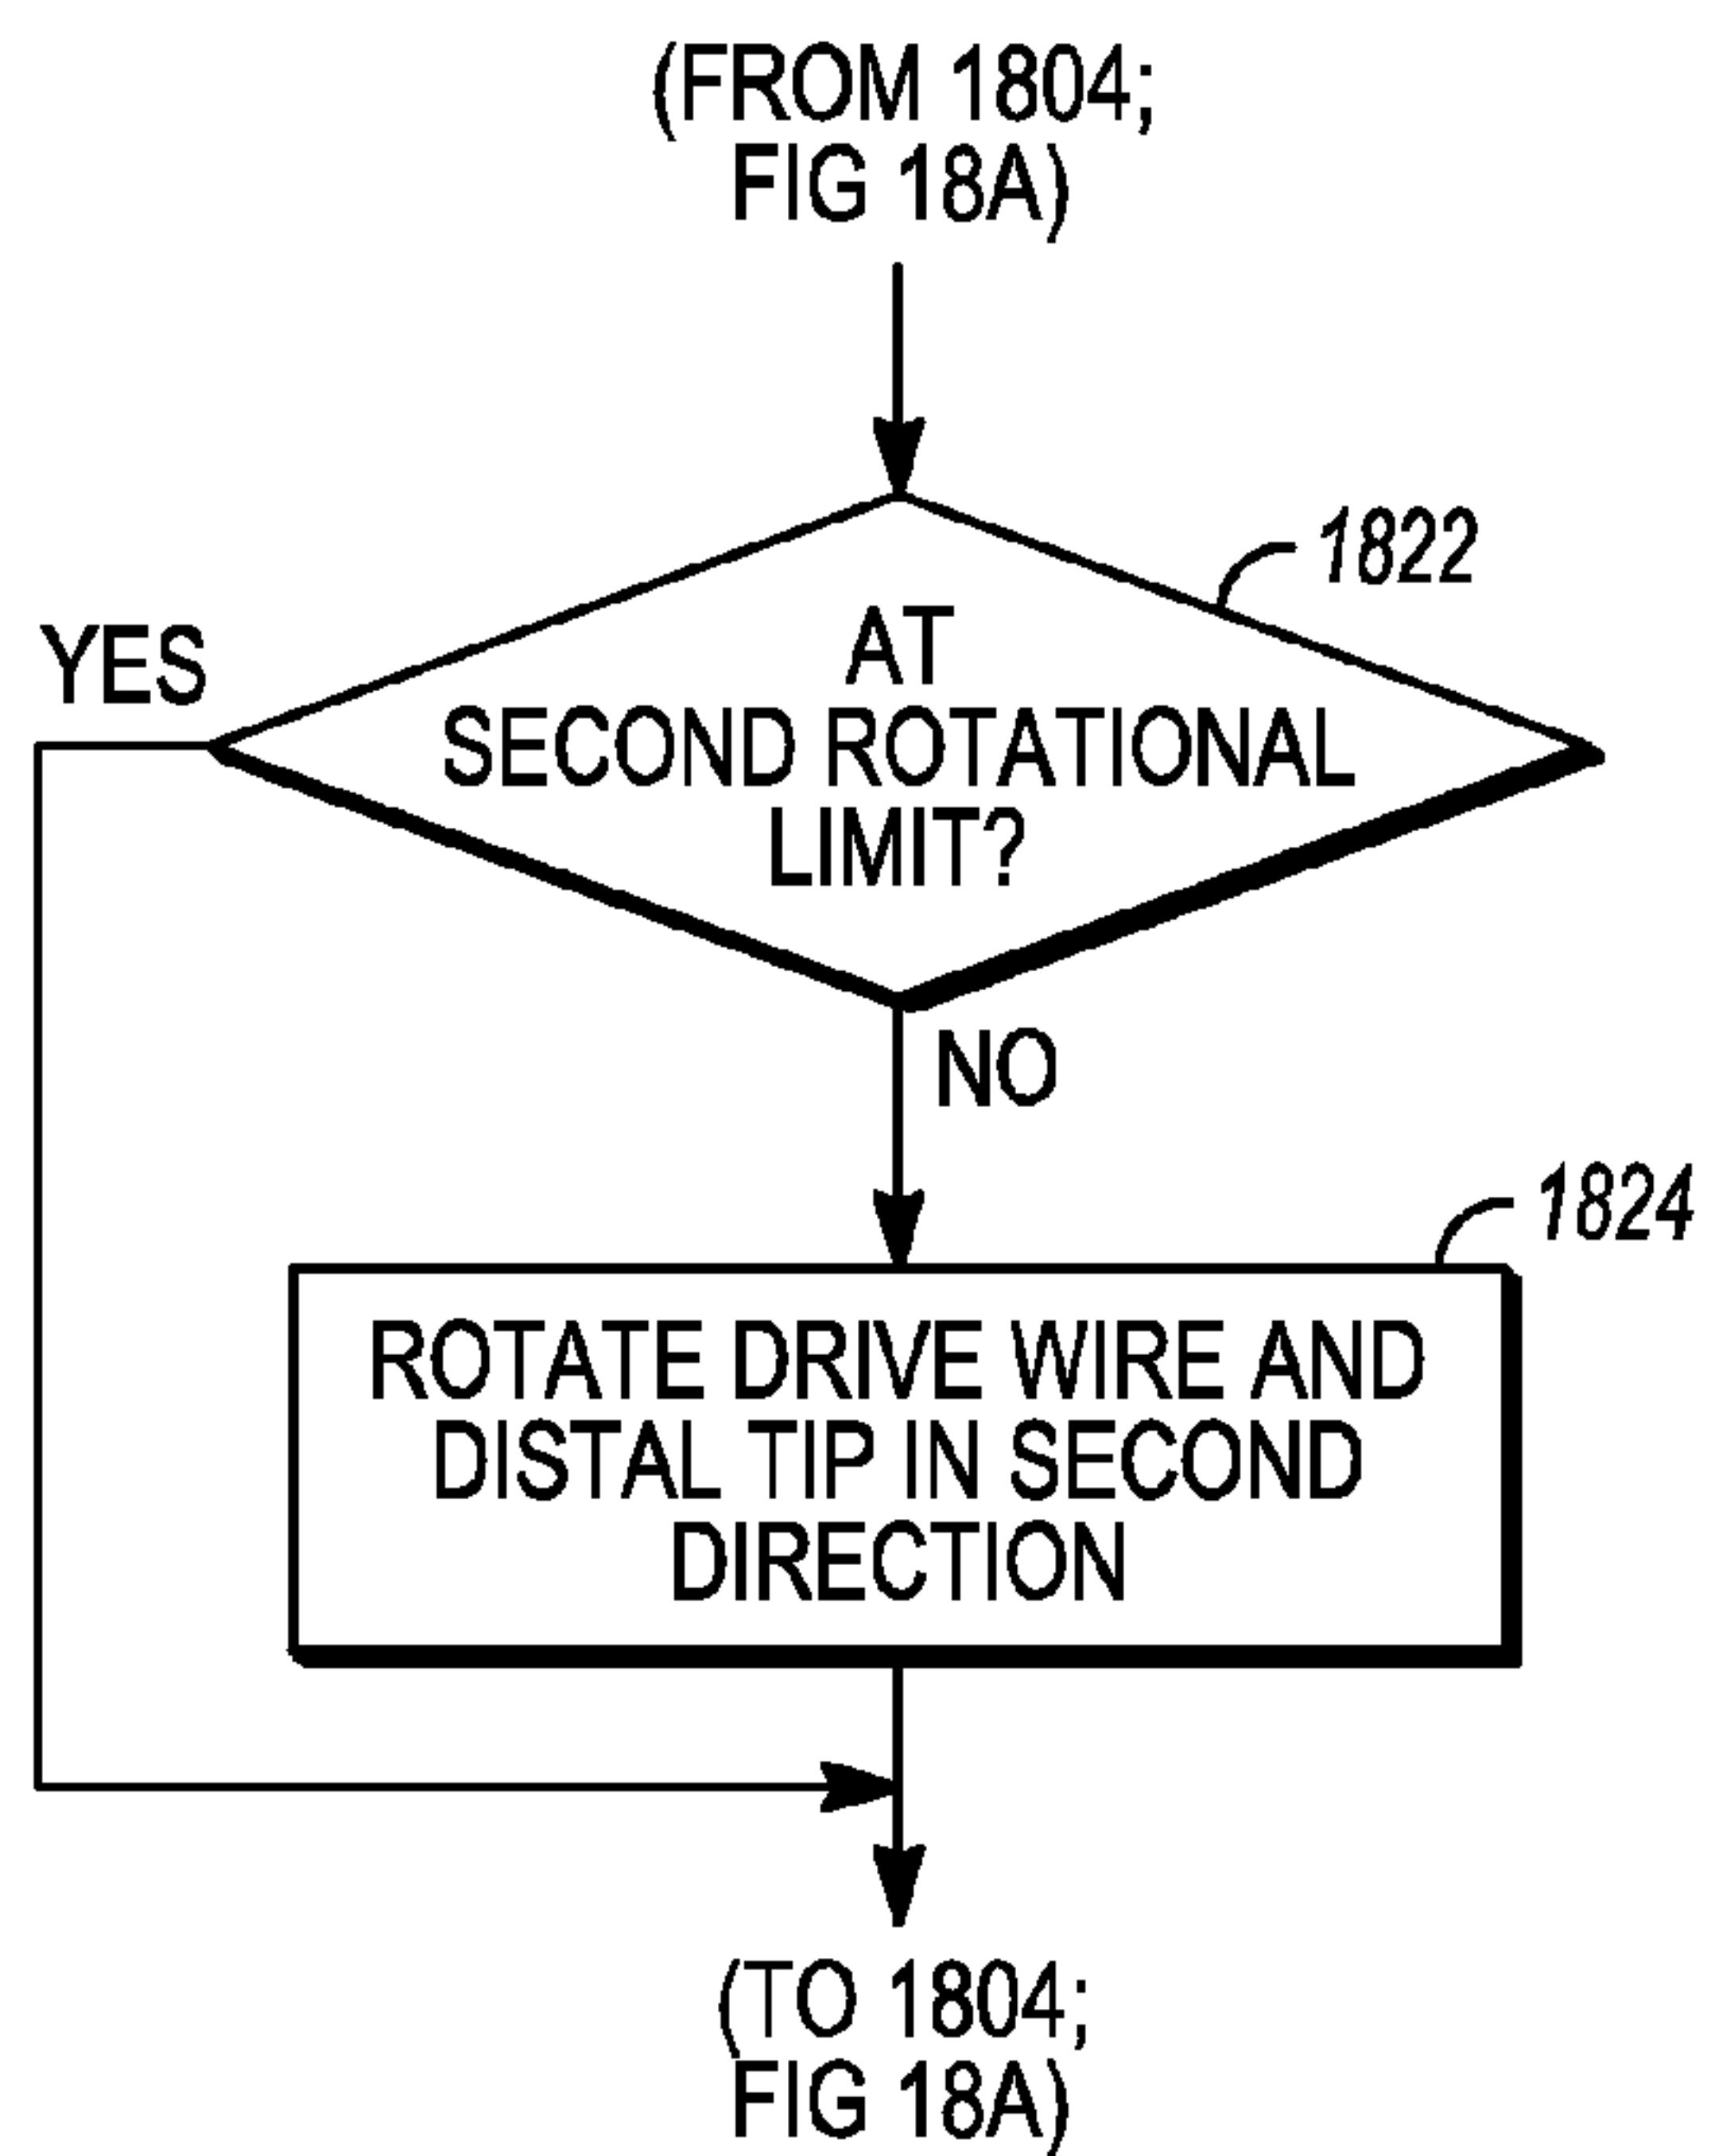 (FROM 1804;
FIG 18A)
1822
YES
AT
SECOND ROTATIONAL
LIMIT?
NO
1824
ROTATE DRIVE WIRE AND
DISTAL TIP IN SECOND
DIRECTION
(TO 1804;
FIG 18A)